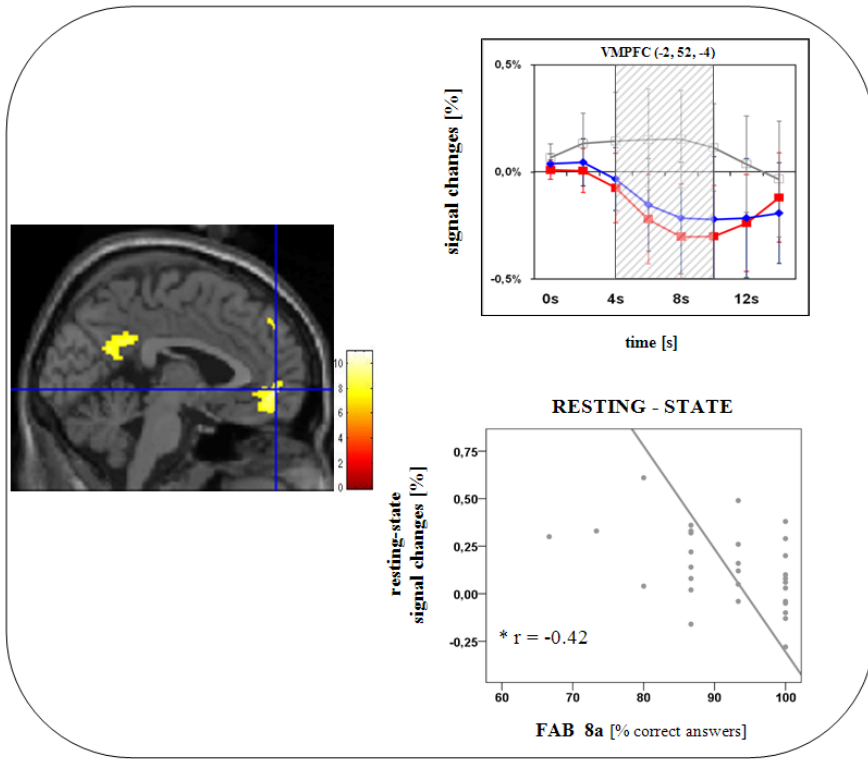 VMPFC (-2, 52, -4)
signal changes [%]
0,5%
0,0%
-0,5%
0s 4s 8s 12s
time [s]
10
8
6
4
2
0
RESTING - STATE
resting-state
signal changes [%]
0,75
0,50
0,25
0,00
-0,25
* r = -0.42
60 70 80 90 100
FAB 8a [% correct answers]